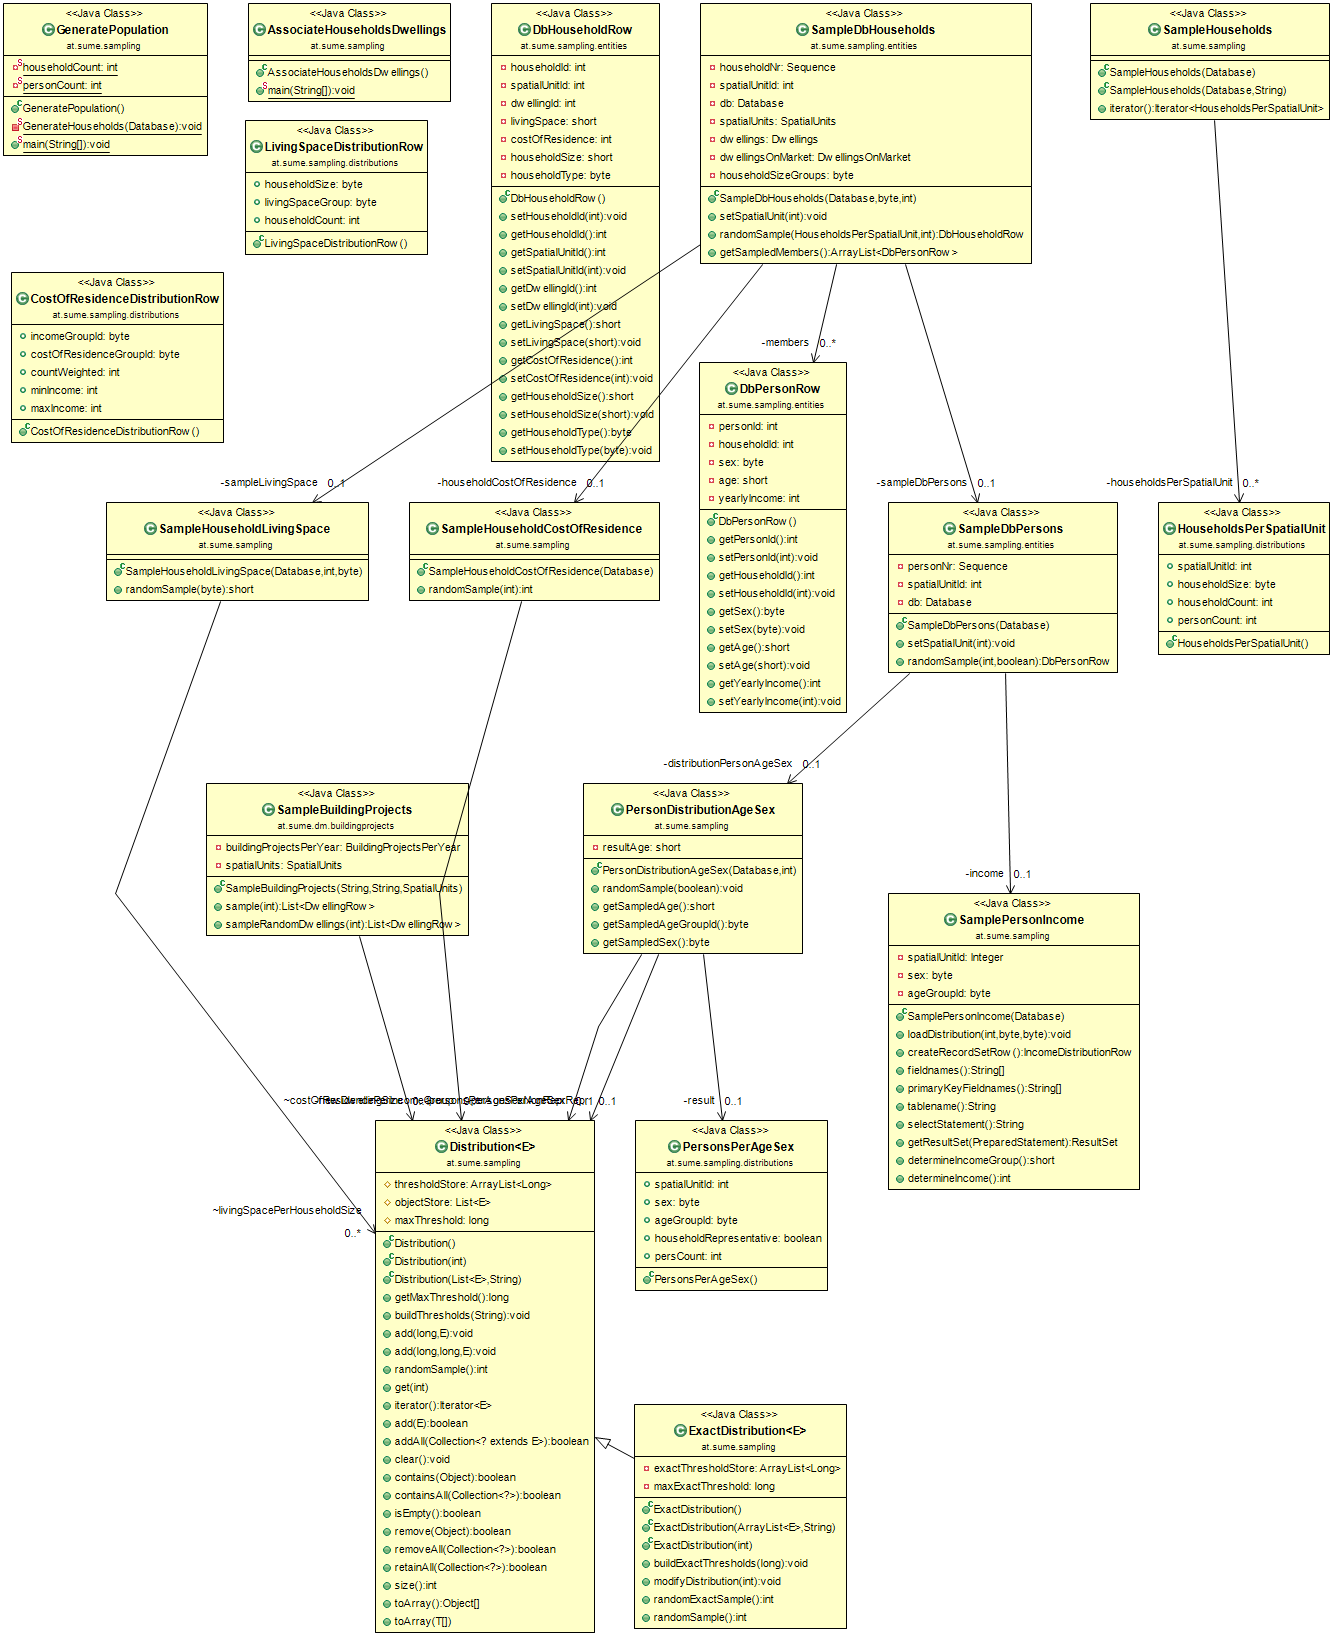 <<Java Class>>
GeneratePopulation
at.sume.sampling
householdCount: int
personCount: int
GeneratePopulation()
GenerateHouseholds(Database):void
main(String[]):void
<<Java Class>>
AssociateHouseholdsDwellings
at.sume.sampling
AssociateHouseholdsDwellings()
main(String[]):void
<<Java Class>>
LivingSpaceDistributionRow
at.sume.sampling.distributions
householdSize: byte
livingSpaceGroup: byte
householdCount: int
LivingSpaceDistributionRow()
<<Java Class>>
CostOfResidenceDistributionRow
at.sume.sampling.distributions
incomeGroupId: byte
costOfResidenceGroupId: byte
countWeighted: int
minIncome: int
maxIncome: int
CostOfResidenceDistributionRow()
<<Java Class>>
DbHouseholdRow
at.sume.sampling.entities
householdId: int
spatialUnitId: int
dwellingId: int
livingSpace: short
costOfResidence: int
householdSize: short
householdType: byte
DbHouseholdRow()
setHouseholdId(int):void
getHouseholdId():int
getSpatialUnitId():int
setSpatialUnitId(int):void
getDwellingId():int
setDwellingId(int):void
getLivingSpace():short
setLivingSpace(short):void
getCostOfResidence():int
setCostOfResidence(int):void
getHouseholdSize():short
setHouseholdSize(short):void
getHouseholdType():byte
setHouseholdType(byte):void
<<Java Class>>
SampleDbHouseholds
at.sume.sampling.entities
householdNr: Sequence
spatialUnitId: int
db: Database
spatialUnits: SpatialUnits
dwellings: Dwellings
dwellingsOnMarket: DwellingsOnMarket
householdSizeGroups: byte
SampleDbHouseholds(Database,byte,int)
setSpatialUnit(int):void
randomSample(HouseholdsPerSpatialUnit,int):DbHouseholdRow
getSampledMembers():ArrayList<DbPersonRow>
<<Java Class>>
SampleHouseholds
at.sume.sampling
SampleHouseholds(Database)
SampleHouseholds(Database,String)
iterator():Iterator<HouseholdsPerSpatialUnit>
-members 0..*
<<Java Class>>
DbPersonRow
at.sume.sampling.entities
personId: int
householdId: int
sex: byte
age: short
yearlyIncome: int
DbPersonRow()
getPersonId():int
setPersonId(int):void
getHouseholdId():int
setHouseholdId(int):void
getSex():byte
setSex(byte):void
getAge():short
setAge(short):void
getYearlyIncome():int
setYearlyIncome(int):void
-sampleLivingSpace 0..1
<<Java Class>>
SampleHouseholdLivingSpace
at.sume.sampling
SampleHouseholdLivingSpace(Database,int,byte)
randomSample(byte):short
-householdCostOfResidence 0..1
<<Java Class>>
SampleHouseholdCostOfResidence
at.sume.sampling
SampleHouseholdCostOfResidence(Database)
randomSample(int):int
-sampleDbPersons 0..1
<<Java Class>>
SampleDbPersons
at.sume.sampling.entities
personNr: Sequence
spatialUnitId: int
db: Database
SampleDbPersons(Database)
setSpatialUnit(int):void
randomSample(int,boolean):DbPersonRow
-householdsPerSpatialUnit 0..*
<<Java Class>>
HouseholdsPerSpatialUnit
at.sume.sampling.distributions
spatialUnitId: int
householdSize: byte
householdCount: int
personCount: int
HouseholdsPerSpatialUnit()
<<Java Class>>
SampleBuildingProjects
at.sume.dm.buildingprojects
buildingProjectsPerYear: BuildingProjectsPerYear
spatialUnits: SpatialUnits
SampleBuildingProjects(String,String,SpatialUnits)
sample(int):List<DwellingRow>
sampleRandomDwellings(int):List<DwellingRow>
-distributionPersonAgeSex 0..1
<<Java Class>>
PersonDistributionAgeSex
at.sume.sampling
resultAge: short
PersonDistributionAgeSex(Database,int)
randomSample(boolean):void
getSampledAge():short
getSampledAgeGroupId():byte
getSampledSex():byte
-income 0..1
<<Java Class>>
SamplePersonIncome
at.sume.sampling
spatialUnitId: Integer
sex: byte
ageGroupId: byte
SamplePersonIncome(Database)
loadDistribution(int,byte,byte):void
createRecordSetRow():IncomeDistributionRow
fieldnames():String[]
primaryKeyFieldnames():String[]
tablename():String
selectStatement():String
getResultSet(PreparedStatement):ResultSet
determineIncomeGroup():short
determineIncome():int
0..1
-result 0..1
<<Java Class>>
PersonsPerAgeSex
at.sume.sampling.distributions
spatialUnitId: int
sex: byte
ageGroupId: byte
householdRepresentative: boolean
persCount: int
PersonsPerAgeSex()
~livingSpacePerHouseholdSize
0..*
<<Java Class>>
Distribution<E>
at.sume.sampling
thresholdStore: ArrayList<Long>
objectStore: List<E>
maxThreshold: long
Distribution()
Distribution(int)
Distribution(List<E>,String)
getMaxThreshold():long
buildThresholds(String):void
add(long,E):void
add(long,long,E):void
randomSample():int
get(int)
iterator():Iterator<E>
add(E):boolean
addAll(Collection<? extends E>):boolean
clear():void
contains(Object):boolean
containsAll(Collection<?>):boolean
isEmpty():boolean
remove(Object):boolean
removeAll(Collection<?>):boolean
retainAll(Collection<?>):boolean
size():int
toArray():Object[]
toArray(T[])
<<Java Class>>
ExactDistribution<E>
at.sume.sampling
exactThresholdStore: ArrayList<Long>
maxExactThreshold: long
ExactDistribution()
ExactDistribution(ArrayList<E>,String)
ExactDistribution(int)
buildExactThresholds(long):void
modifyDistribution(int):void
randomExactSample():int
randomSample():int